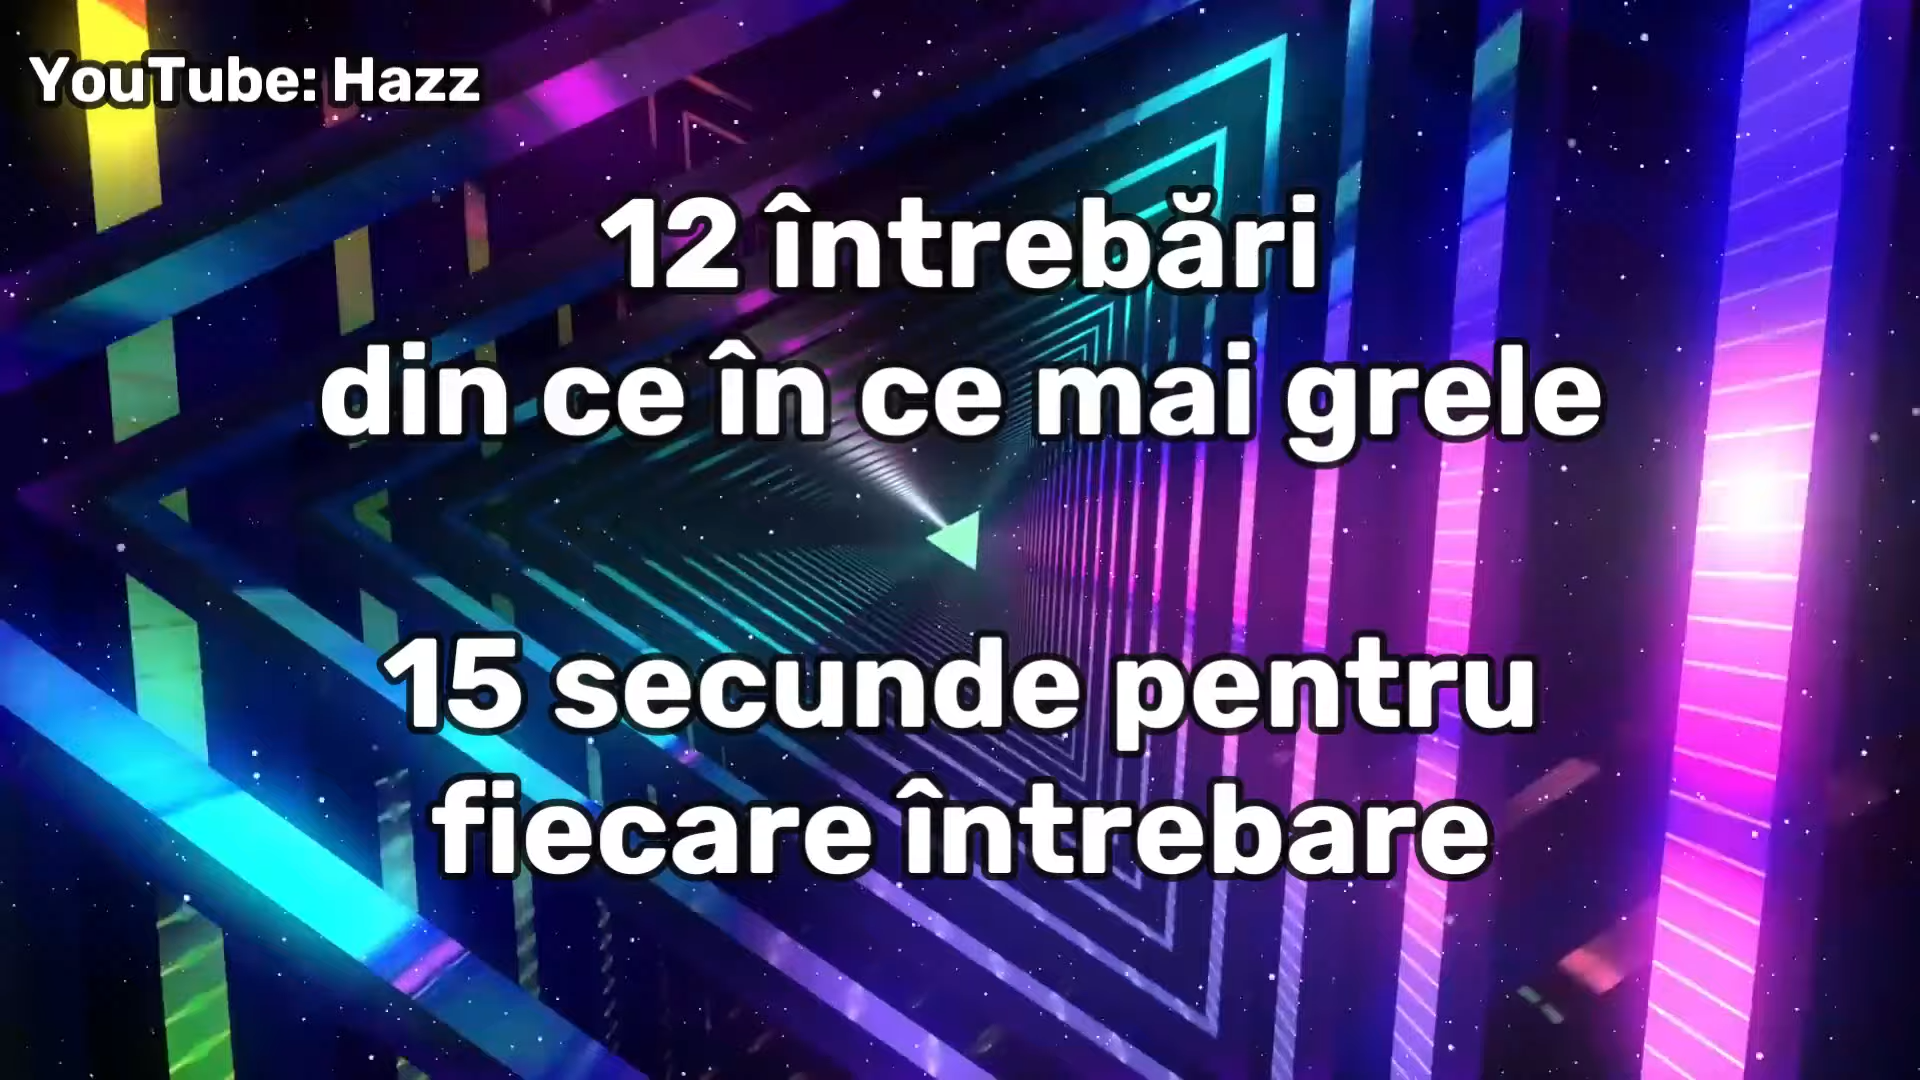 YouTube: Hazz
12 întrebări
din ce în ce mai grele
15 secunde pentru
fiecare întrebare